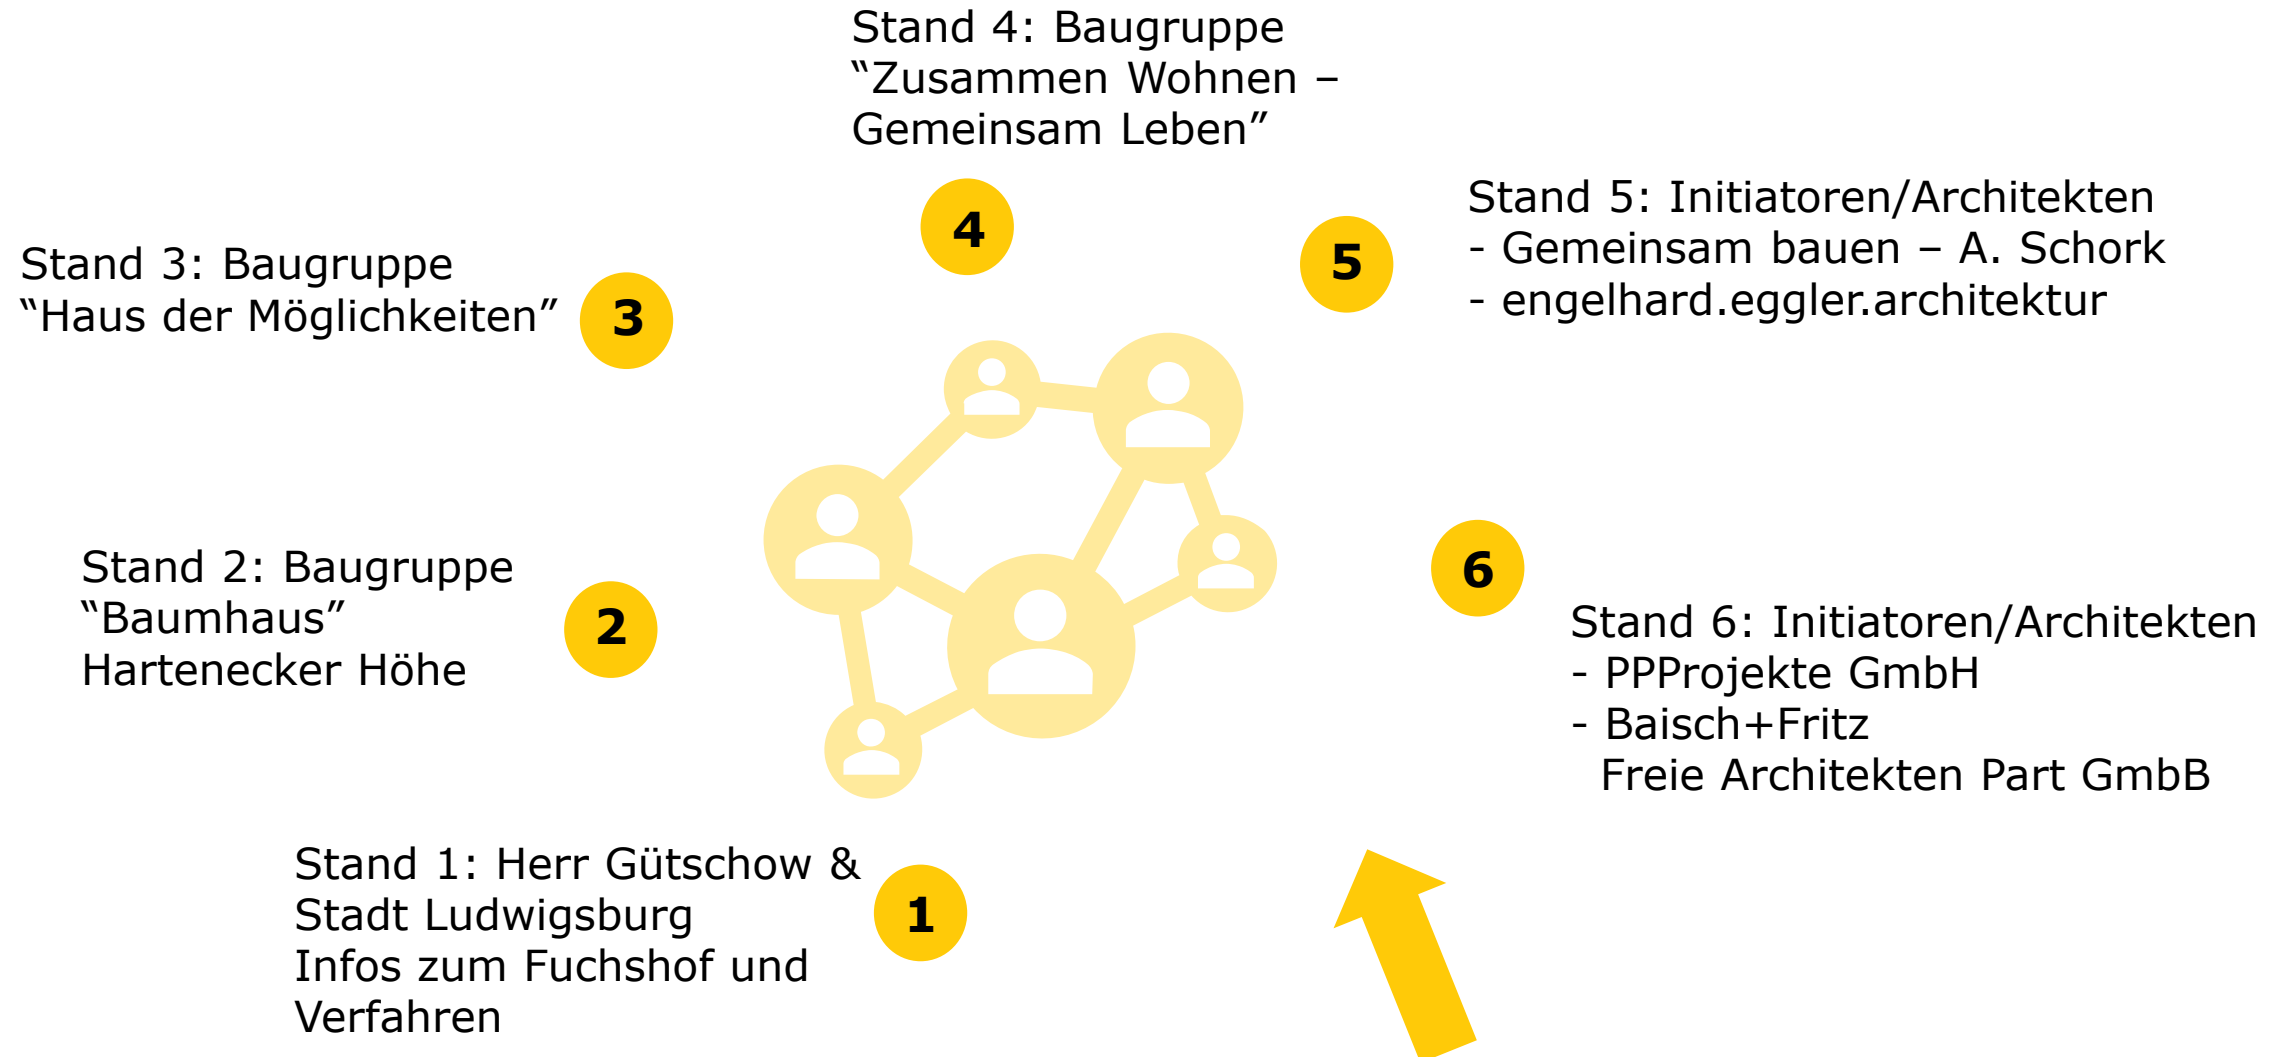 Stand 4: Baugruppe
“Zusammen Wohnen –
Gemeinsam Leben”
4
Stand 5: Initiatoren/Architekten
- Gemeinsam bauen – A. Schork
- engelhard.eggler.architektur
5
Stand 3: Baugruppe
“Haus der Möglichkeiten”
3
Stand 2: Baugruppe
“Baumhaus”
Hartenecker Höhe
2
6
Stand 6: Initiatoren/Architekten
- PPProjekte GmbH
- Baisch+Fritz
Freie Architekten Part GmbB
Stand 1: Herr Gütschow &
Stadt Ludwigsburg
Infos zum Fuchshof und
Verfahren
1